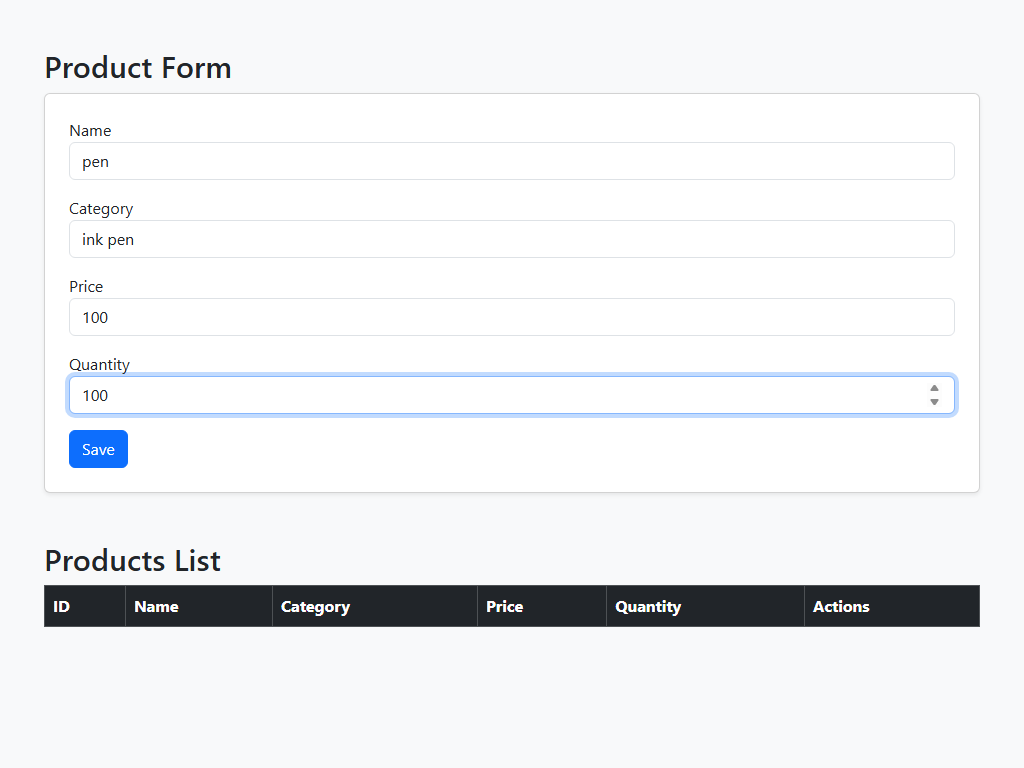 Product Form
Name
pen
Category
ink pen
Price
100
Quantity
100
Save
Products List
ID Name Category Price Quantity Actions